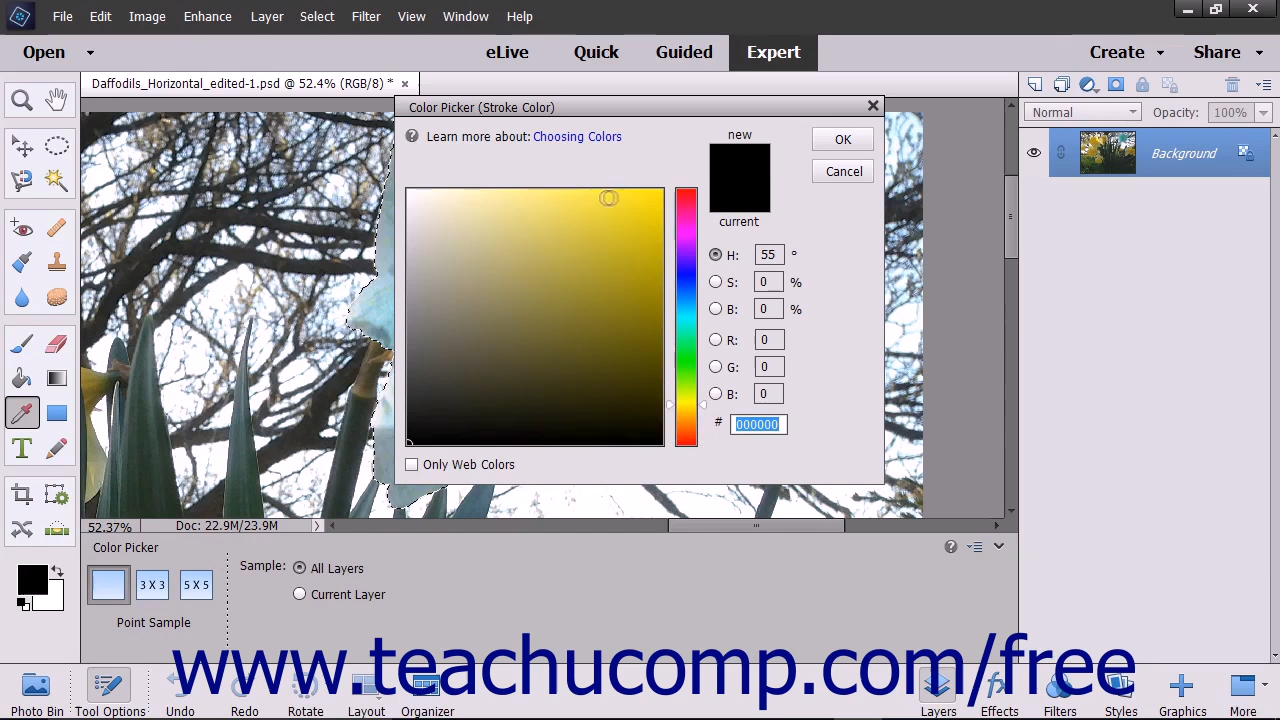 File Edit Image Enhance Layer Select Filter View Window Help
Open eLive Quick Guided Expert Create Share
Daffodils_Horizontal_edited-1.psd @ 52.4% (RGB/8) * ×
Color Picker (Stroke Color)
Normal Opacity: 100%
? Learn more about: Choosing Colors
new
OK
Background
Cancel
current
H: 55 °
S: 0 %
B: 0 %
R: 0
G: 0
B: 0
# 000000
Only Web Colors
T
52.37% Doc: 22.9M/23.9M
Color Picker
?
Sample: All Layers
3 X 3 5 X 5
Current Layer
Point Sample
www.teachucomp.com/free
fx
Photo Bin Tool Options Undo Redo Rotate Layout Organizer Layers Effects Filters Styles Graphics More